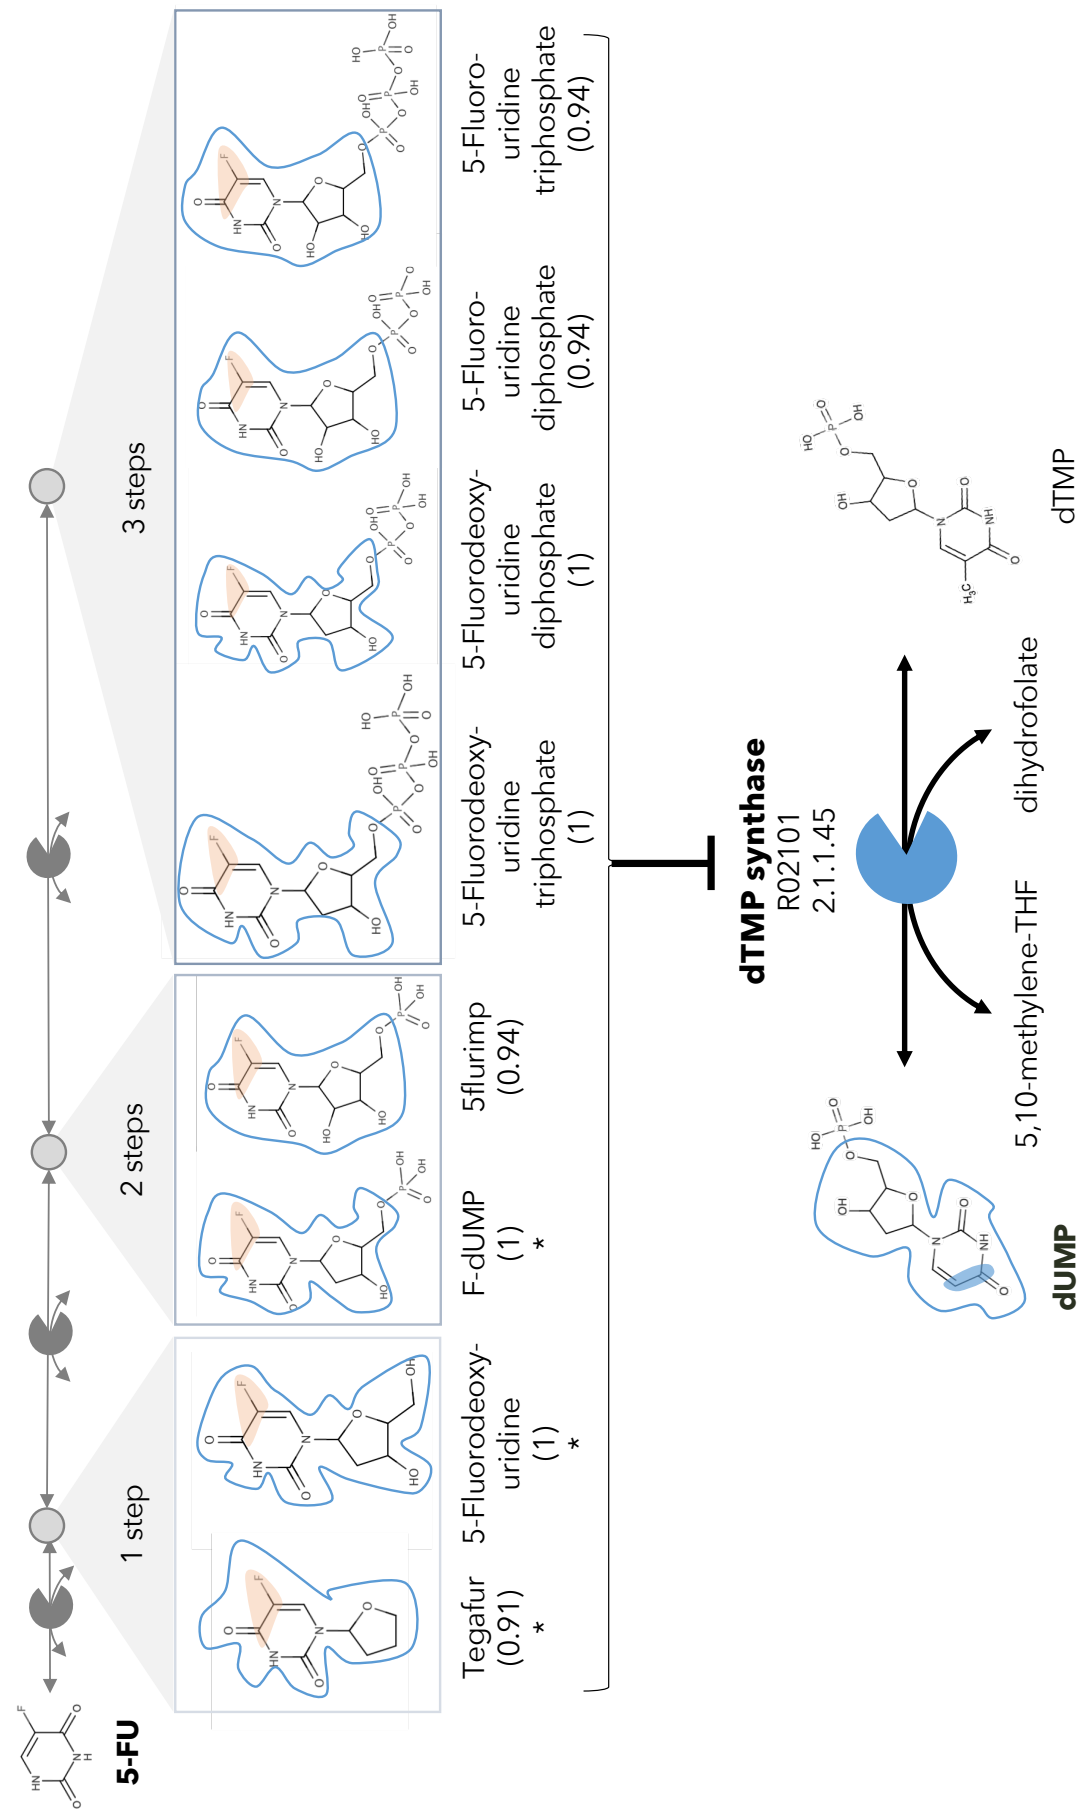 5-FU
1 step
2 steps
3 steps
Tegafur
(0.91)
*
5-Fluorodeoxy-
uridine
(1)
*
F-dUMP
(1)
*
5flurimp
(0.94)
5-Fluorodeoxy-
uridine
triphosphate
(1)
5-Fluorodeoxy-
uridine
diphosphate
(1)
5-Fluoro-
uridine
diphosphate
(0.94)
5-Fluoro-
uridine
triphosphate
(0.94)
dTMP synthase
R02101
2.1.1.45
5,10-methylene-THF
dihydrofolate
dUMP
dTMP